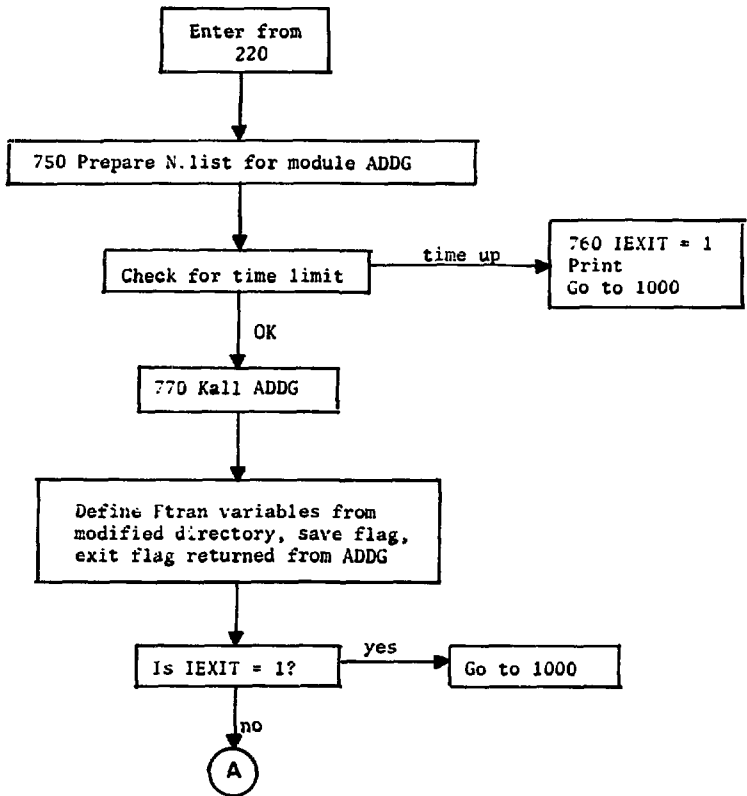 Enter from
220
750 Prepare N.list for module ADDG
Check for time limit
time up
760 IEXIT = 1
Print
Go to 1000
OK
770 Kall ADDG
Define Ftran variables from
modified directory, save flag,
exit flag returned from ADDG
Is IEXIT = 1?
yes
Go to 1000
no
A